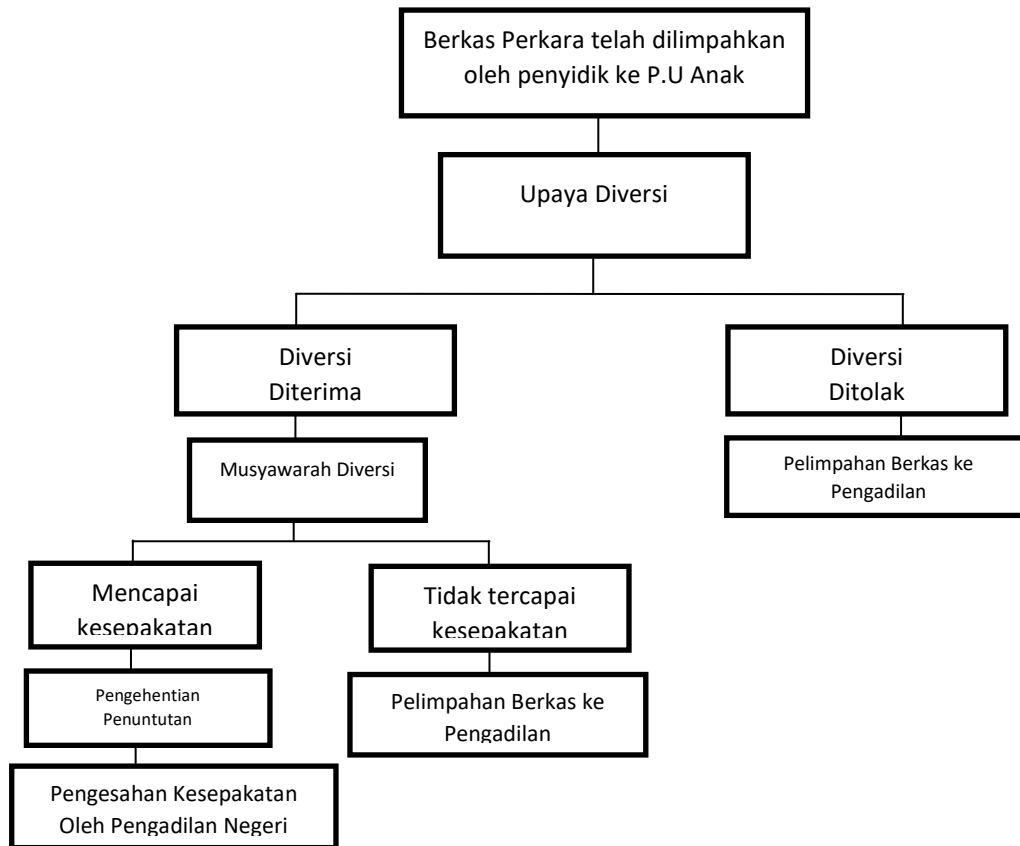 Berkas Perkara telah dilimpahkan
oleh penyidik ke P.U Anak
Upaya Diversi
Diversi
Diterima
Diversi
Ditolak
Musyawarah Diversi
Pelimpahan Berkas ke
Pengadilan
Mencapai
kesepakatan
Tidak tercapai
kesepakatan
Pengehentian
Penuntutan
Pelimpahan Berkas ke
Pengadilan
Pengesahan Kesepakatan
Oleh Pengadilan Negeri